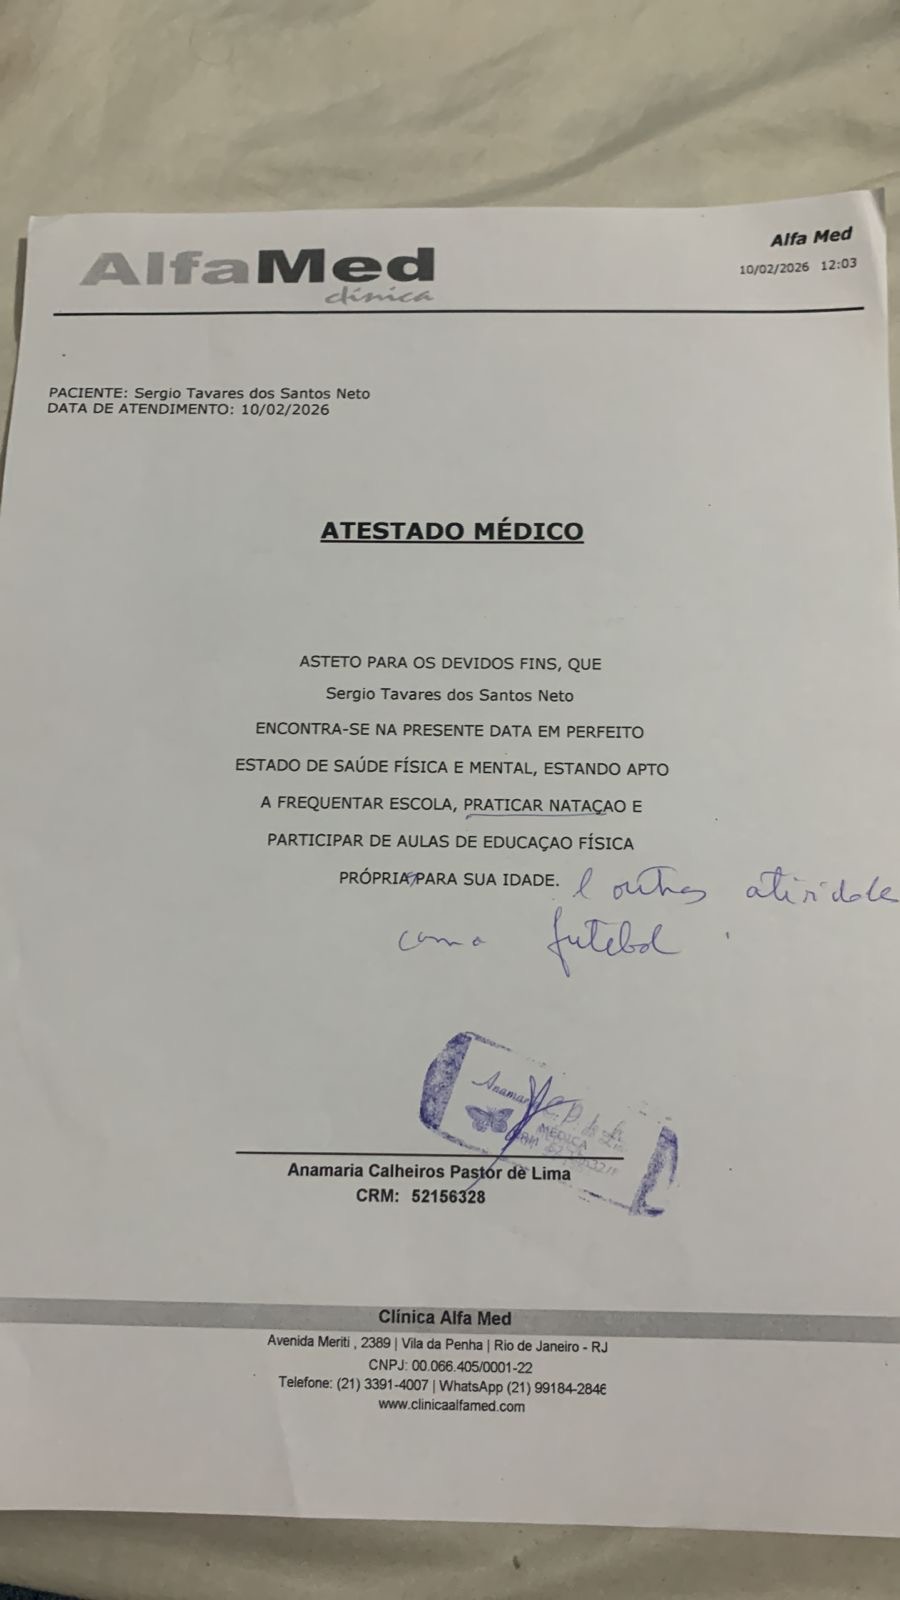 AlfaMed
clínica
Alfa Med
10/02/2026 12:03
PACIENTE: Sergio Tavares dos Santos Neto
DATA DE ATENDIMENTO: 10/02/2026
ATESTADO MÉDICO
ASTETO PARA OS DEVIDOS FINS, QUE
Sergio Tavares dos Santos Neto
ENCONTRA-SE NA PRESENTE DATA EM PERFEITO
ESTADO DE SAÚDE FÍSICA E MENTAL, ESTANDO APTO
A FREQUENTAR ESCOLA, PRATICAR NATAÇAO E
PARTICIPAR DE AULAS DE EDUCAÇAO FÍSICA
PRÓPRIAS PARA SUA IDADE. e outras atividade
como futebol.
MÉDICA
CRM
Anamaria Calheiros Pastor de Lima
CRM: 52156328
Clínica Alfa Med
Avenida Meriti , 2389 | Vila da Penha | Rio de Janeiro - RJ
CNPJ: 00.066.405/0001-22
Telefone: (21) 3391-4007 | WhatsApp (21) 99184-2846
www.clinicaalfamed.com